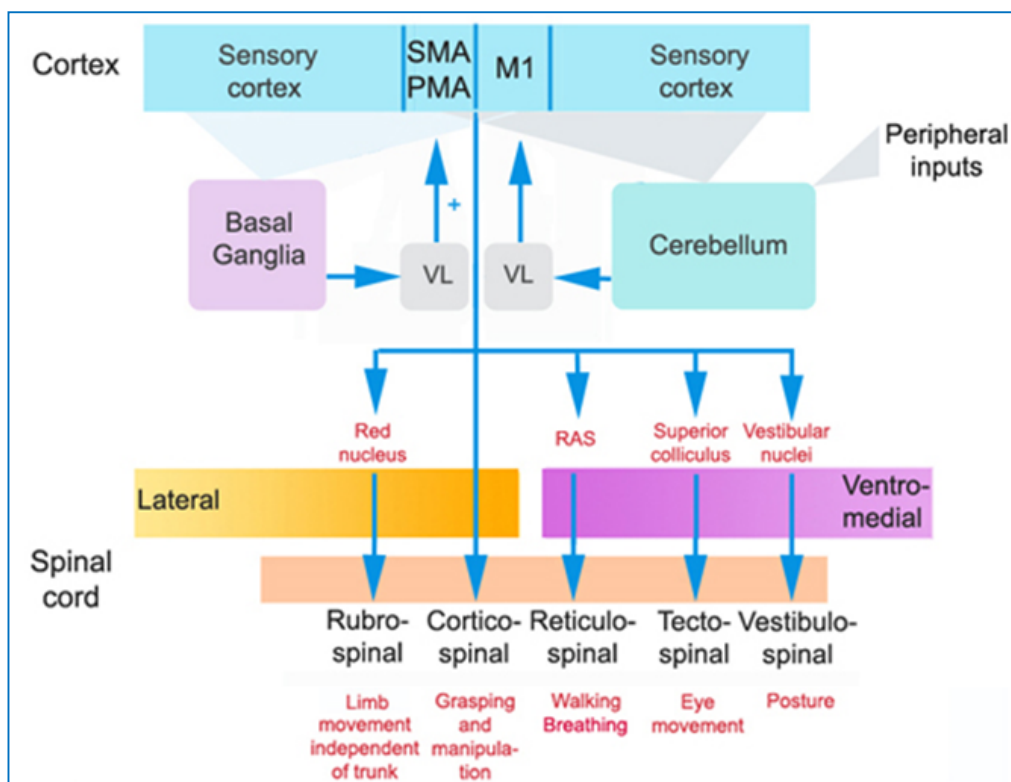 Cortex
Sensory
cortex
SMA
PMA
M1
Sensory
cortex
Peripheral
inputs
Basal
Ganglia
+
VL
VL
Cerebellum
Red
nucleus
RAS
Superior
colliculus
Vestibular
nuclei
Lateral
Ventro-
medial
Spinal
cord
Rubro-
spinal
Cortico-
spinal
Reticulo-
spinal
Tecto-
spinal
Vestibulo-
spinal
Limb
movement
independent
of trunk
Grasping
and
manipula-
tion
Walking
Breathing
Eye
movement
Posture